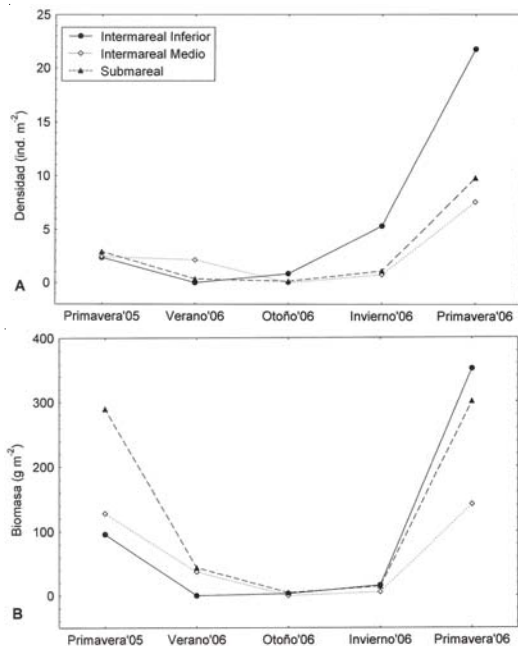 25
20
15
10
5
0
Densidad (ind. m-2)
Intermareal Inferior
Intermareal Medio
Submareal
A
Primavera'05 Verano'06 Otoño'06 Invierno'06 Primavera'06
400
300
200
100
0
Biomasa (g m-2)
B
Primavera'05 Verano'06 Otoño'06 Invierno'06 Primavera'06